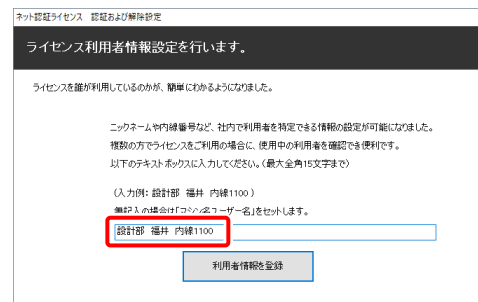 ネット認証ライセンス 認証および解除設定
ライセンス利用者情報設定を行います。
ライセンスを誰が利用しているのかが、簡単にわかるようになりました。
ニックネームや内線番号など、社内で利用者を特定できる情報の設定が可能になりました。
複数の方でライセンスをご利用の場合に、使用中の利用者を確認でき便利です。
以下のテキストボックスに入力してください。(最大全角15文字まで)
(入力例: 設計部 福井 内線1100 )
無記入の場合は「マシン名ユーザー名」をセットします。
設計部 福井 内線1100
利用者情報を登録